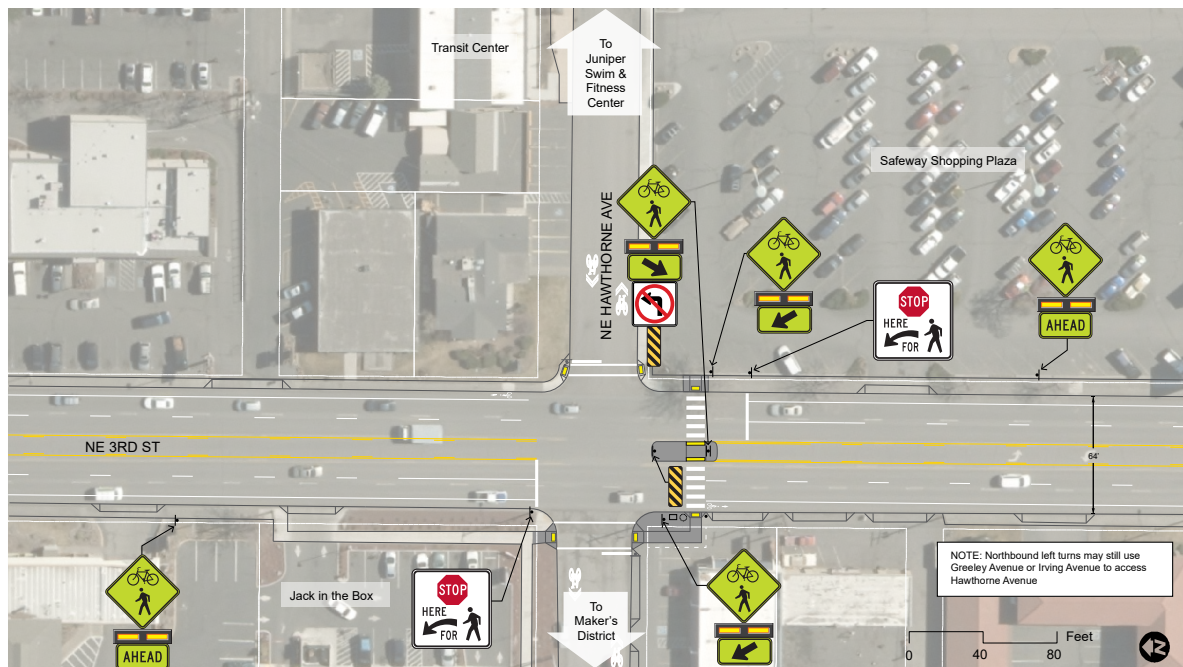 Transit Center
To
Juniper
Swim &
Fitness
Center
Safeway Shopping Plaza
NE HAWTHORNE AVE
STOP
HERE
FOR
AHEAD
NE 3RD ST
64'
NOTE: Northbound left turns may still use
Greeley Avenue or Irving Avenue to access
Hawthorne Avenue
Jack in the Box
STOP
HERE
FOR
AHEAD
To
Maker's
District
Feet
0 40 80
N